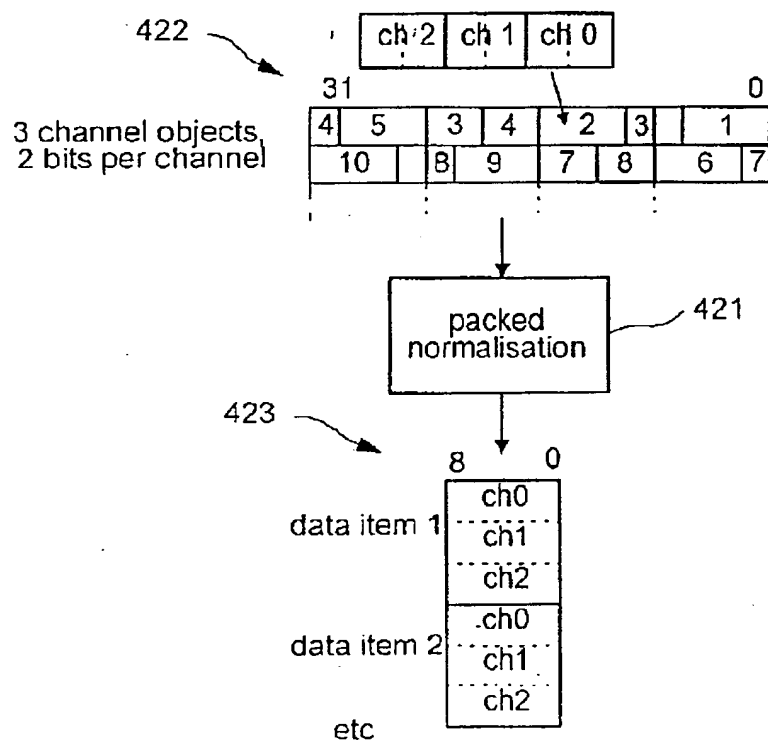 422
ch 2 ch 1 ch 0
31 0
3 channel objects,
2 bits per channel
4 5 3 4 2 3 1
10 8 9 7 8 6 7
packed
normalisation
421
423
8 0
data item 1
ch0
ch1
ch2
data item 2
ch0
ch1
ch2
etc